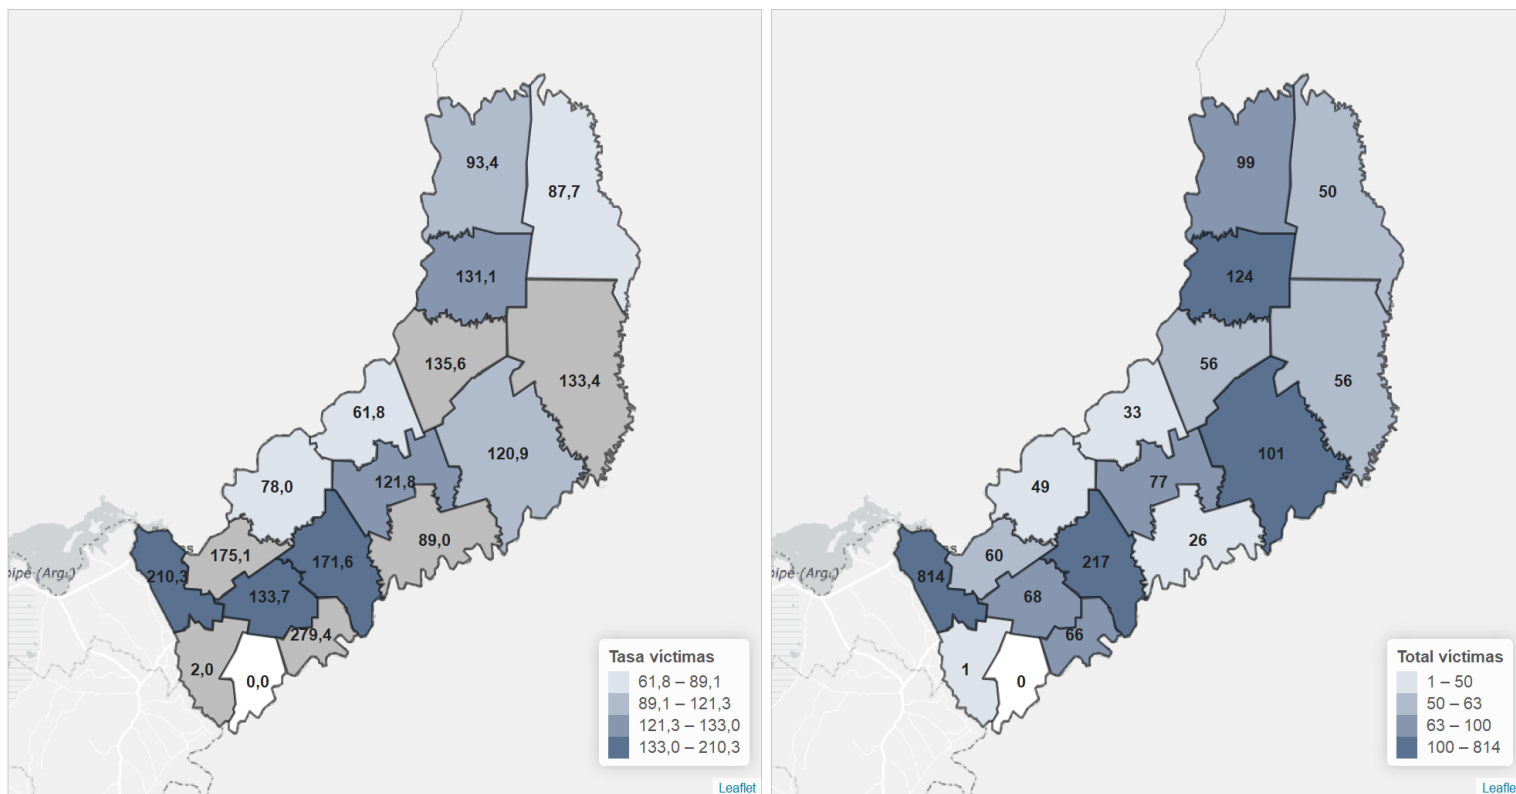 93,4
87,7
131,1
135,6
133,4
61,8
120,9
78,0
121,8
89,0
175,1
171,6
210,3
133,7
279,4
2,0
0,0
(Arg.)
Tasa víctimas
61,8 – 89,1
89,1 – 121,3
121,3 – 133,0
133,0 – 210,3
Leaflet
99
50
124
56
56
33
101
49
77
26
60
217
814
68
66
1
0
(Arg.)
Total víctimas
1 – 50
50 – 63
63 – 100
100 – 814
Leaflet